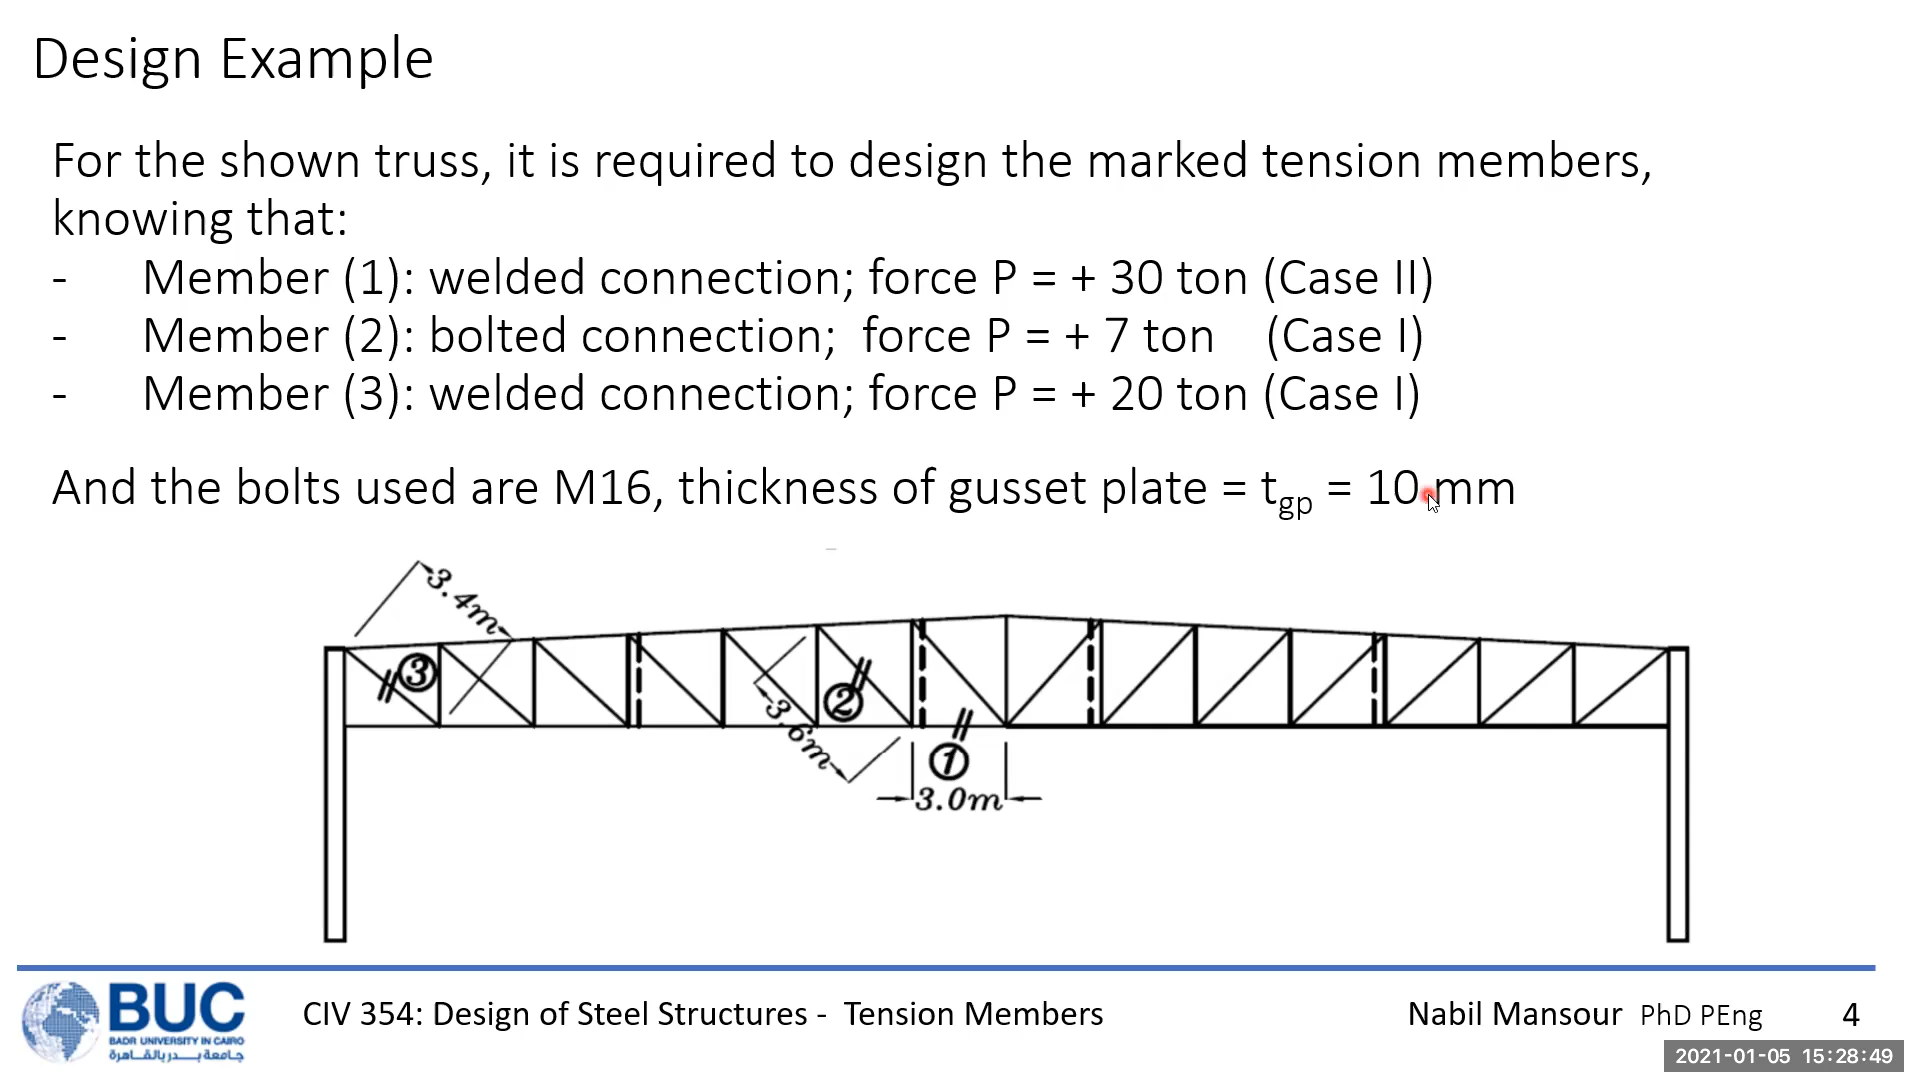 Design Example
For the shown truss, it is required to design the marked tension members,
knowing that:
- Member (1): welded connection; force P = + 30 ton (Case II)
- Member (2): bolted connection; force P = + 7 ton (Case I)
- Member (3): welded connection; force P = + 20 ton (Case I)
And the bolts used are M16, thickness of gusset plate = tgp = 10 mm
3.4m
3
2
3.6m
1
3.0m
BUC
BADR UNIVERSITY IN CAIRO
جامعة بدر بالقاهرة
CIV 354: Design of Steel Structures - Tension Members
Nabil Mansour PhD PEng
4
2021-01-05 15:28:49